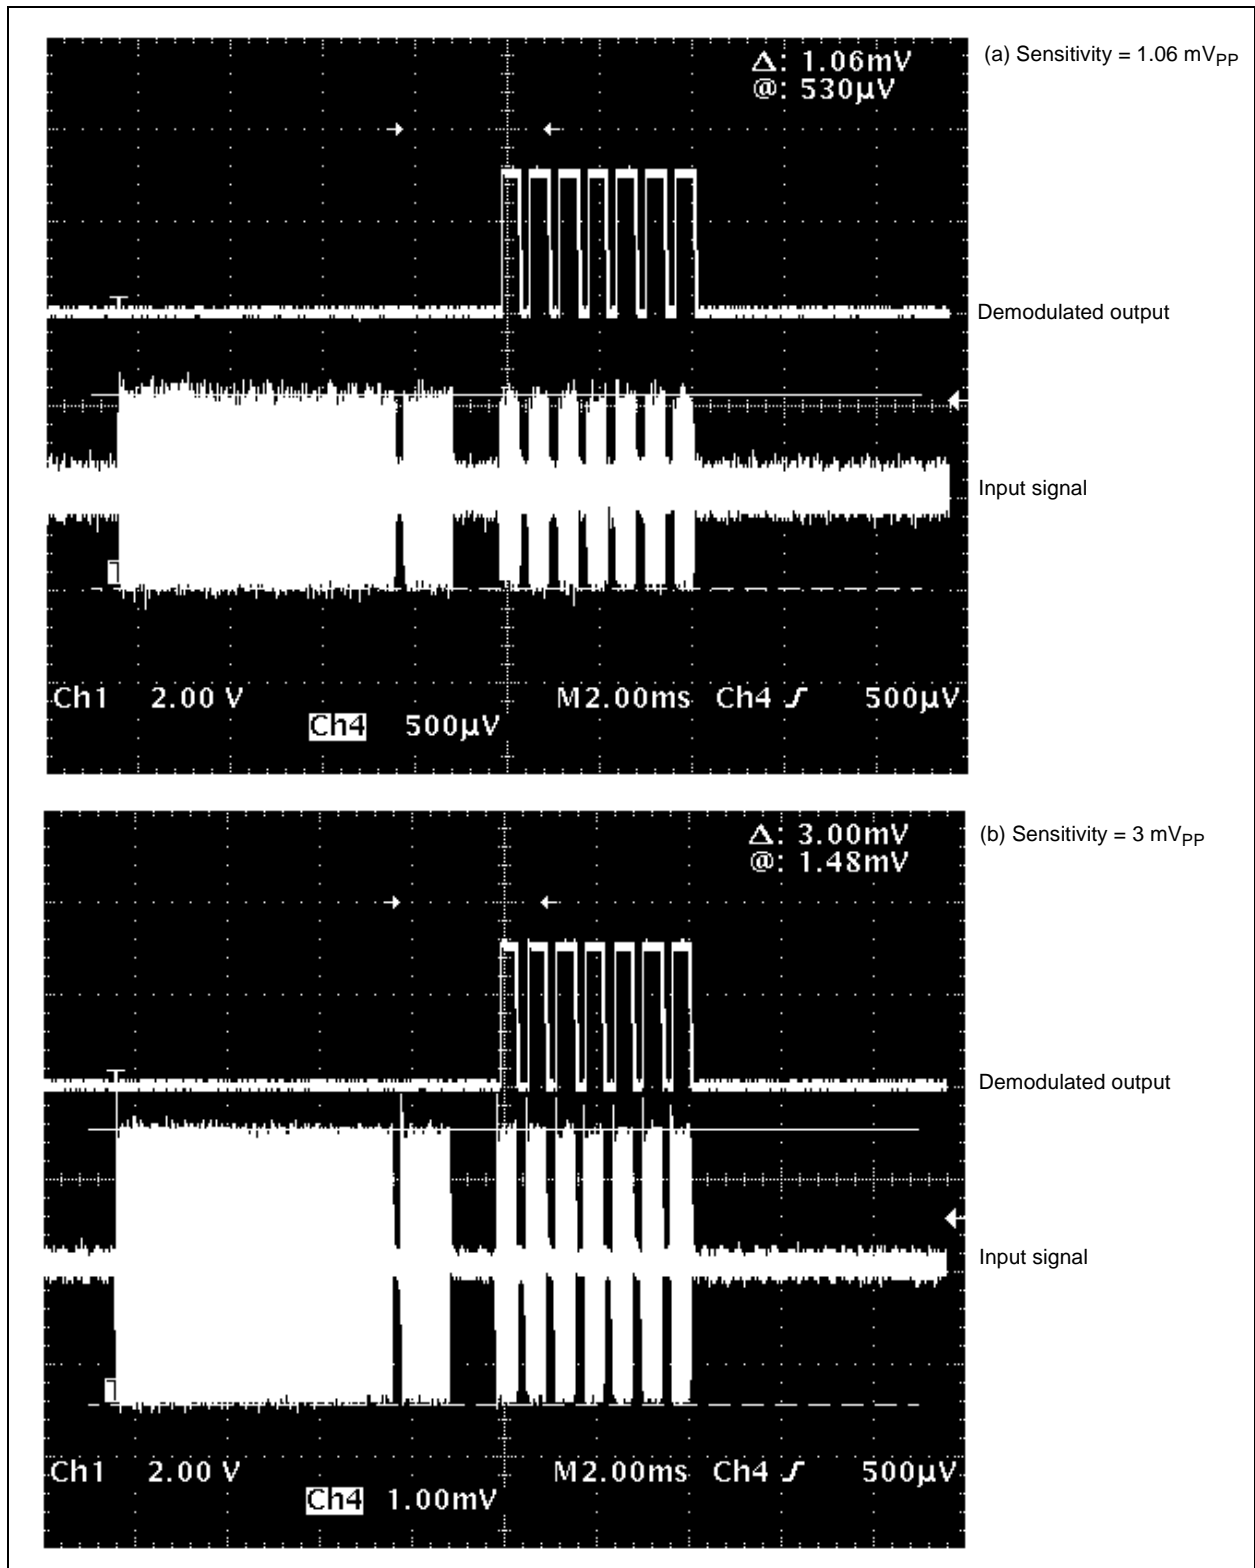 Δ: 1.06mV
@: 530µV
(a) Sensitivity = 1.06 mVPP
Demodulated output
Input signal
Ch1 2.00 V M2.00ms Ch4 500µV
Ch4 500µV
Δ: 3.00mV
@: 1.48mV
(b) Sensitivity = 3 mVPP
Demodulated output
Input signal
Ch1 2.00 V M2.00ms Ch4 500µV
Ch4 1.00mV